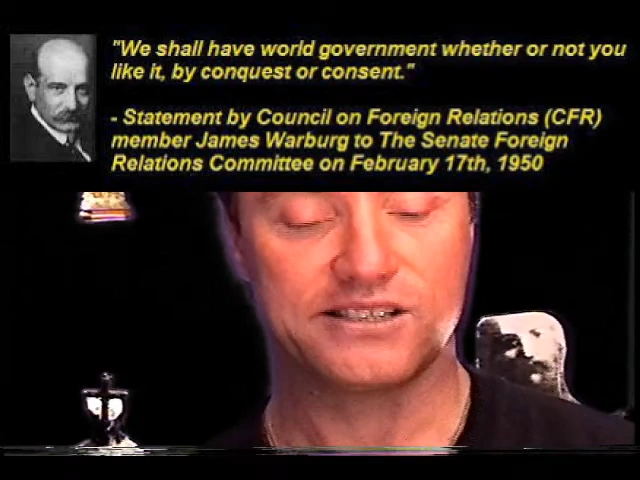 "We shall have world government whether or not you
like it, by conquest or consent."
- Statement by Council on Foreign Relations (CFR)
member James Warburg to The Senate Foreign
Relations Committee on February 17th, 1950